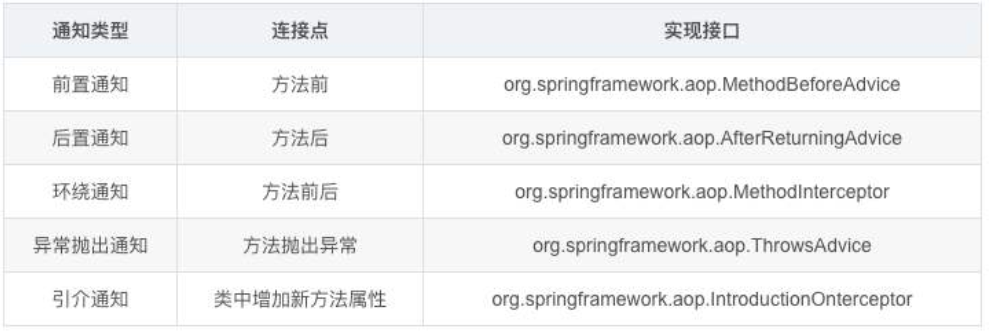 通知类型 连接点 实现接口
前置通知 方法前 org.springframework.aop.MethodBeforeAdvice
后置通知 方法后 org.springframework.aop.AfterReturningAdvice
环绕通知 方法前后 org.springframework.aop.MethodInterceptor
异常抛出通知 方法抛出异常 org.springframework.aop.ThrowsAdvice
引介通知 类中增加新方法属性 org.springframework.aop.IntroductionOnterceptor